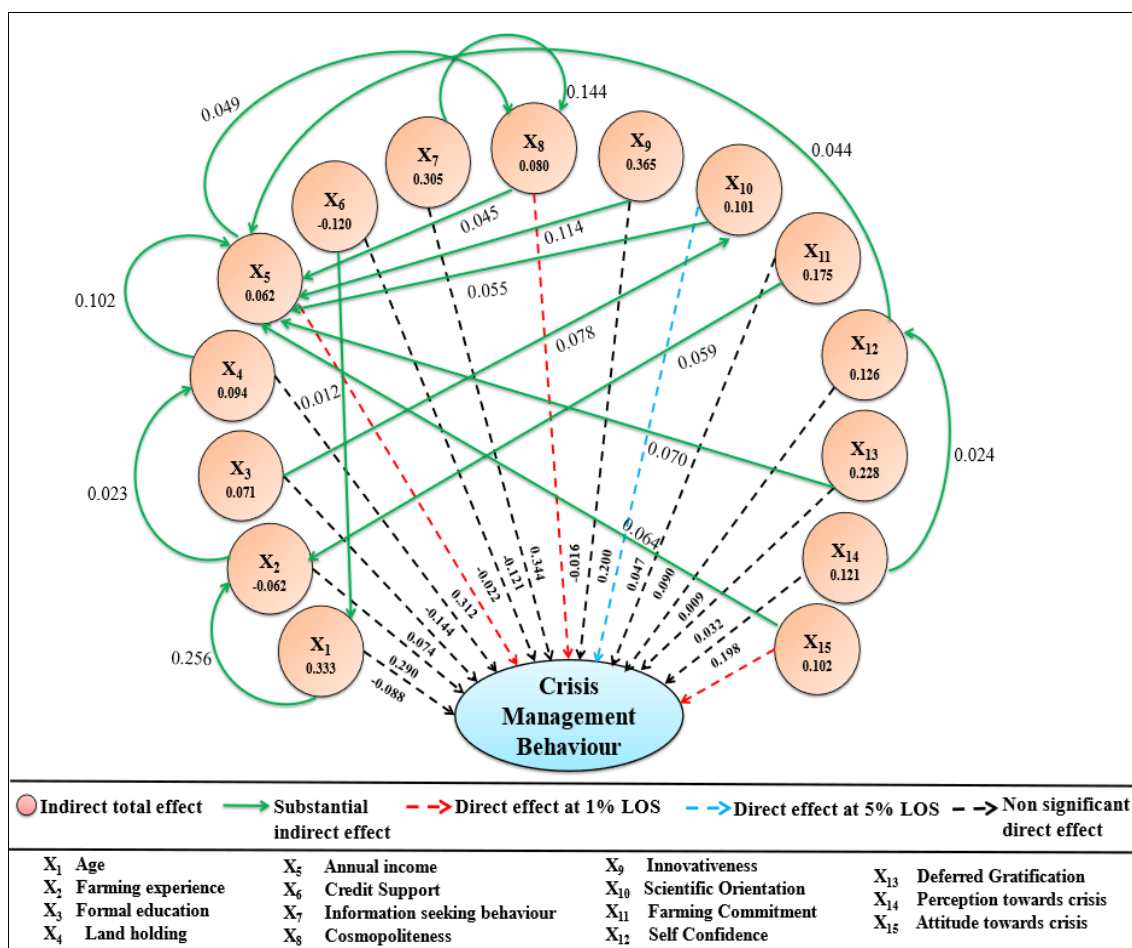 0.049
0.144
0.044
X₈
0.080
X₉
0.365
X₇
0.305
X₁₀
0.101
X₆
-0.120
0.045
0.114
X₁₁
0.175
X₅
0.062
0.055
0.102
0.078
0.059
X₁₂
0.126
X₄
0.094
0.012
X₁₃
0.228
0.070
0.024
X₃
0.071
0.023
0.064
X₂
-0.062
X₁₄
0.121
0.256
X₁
0.333
X₁₅
0.102
-0.088
0.290
0.074
-0.144
0.312
-0.022
-0.121
0.344
-0.016
0.200
0.047
0.090
0.009
0.032
0.198
Crisis
Management
Behaviour
Indirect total effect
Substantial
indirect effect
Direct effect at 1% LOS
Direct effect at 5% LOS
Non significant
direct effect
X₁ Age
X₂ Farming experience
X₃ Formal education
X₄ Land holding
X₅ Annual income
X₆ Credit Support
X₇ Information seeking behaviour
X₈ Cosmopoliteness
X₉ Innovativeness
X₁₀ Scientific Orientation
X₁₁ Farming Commitment
X₁₂ Self Confidence
X₁₃ Deferred Gratification
X₁₄ Perception towards crisis
X₁₅ Attitude towards crisis